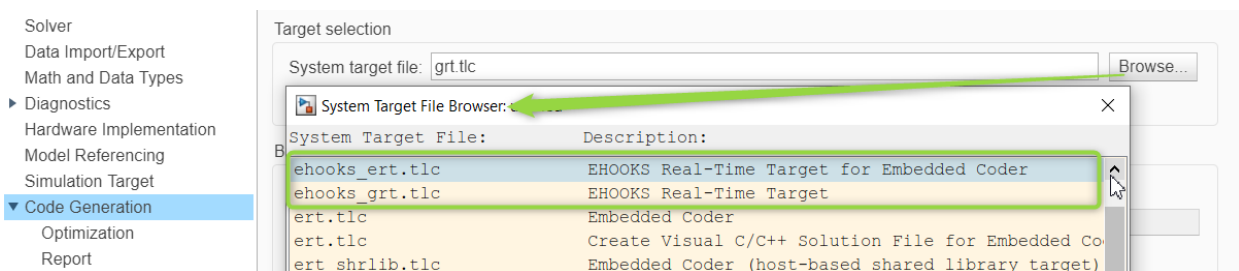 Solver
Data Import/Export
Math and Data Types
Diagnostics
Hardware Implementation
Model Referencing
Simulation Target
Code Generation
Optimization
Report
Target selection
System target file: grt.tlc Browse...
System Target File Browser:
System Target File: Description:
ehooks_ert.tlc EHOOKS Real-Time Target for Embedded Coder
ehooks_grt.tlc EHOOKS Real-Time Target
ert.tlc Embedded Coder
ert.tlc Create Visual C/C++ Solution File for Embedded Co
ert_shrlib.tlc Embedded Coder (host-based shared library target)